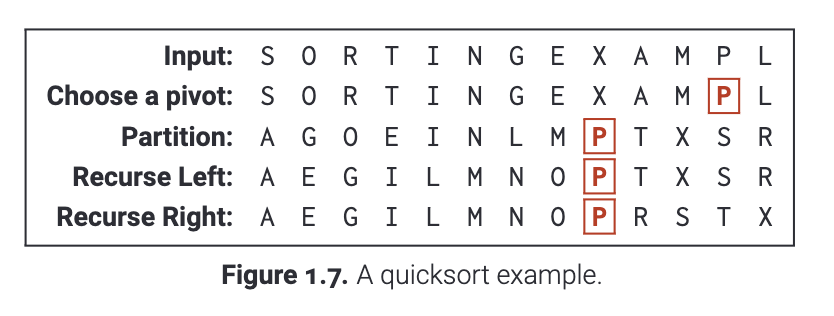 Input: S O R T I N G E X A M P L
Choose a pivot: S O R T I N G E X A M P L
Partition: A G O E I N L M P T X S R
Recurse Left: A E G I L M N O P T X S R
Recurse Right: A E G I L M N O P R S T X
Figure 1.7. A quicksort example.